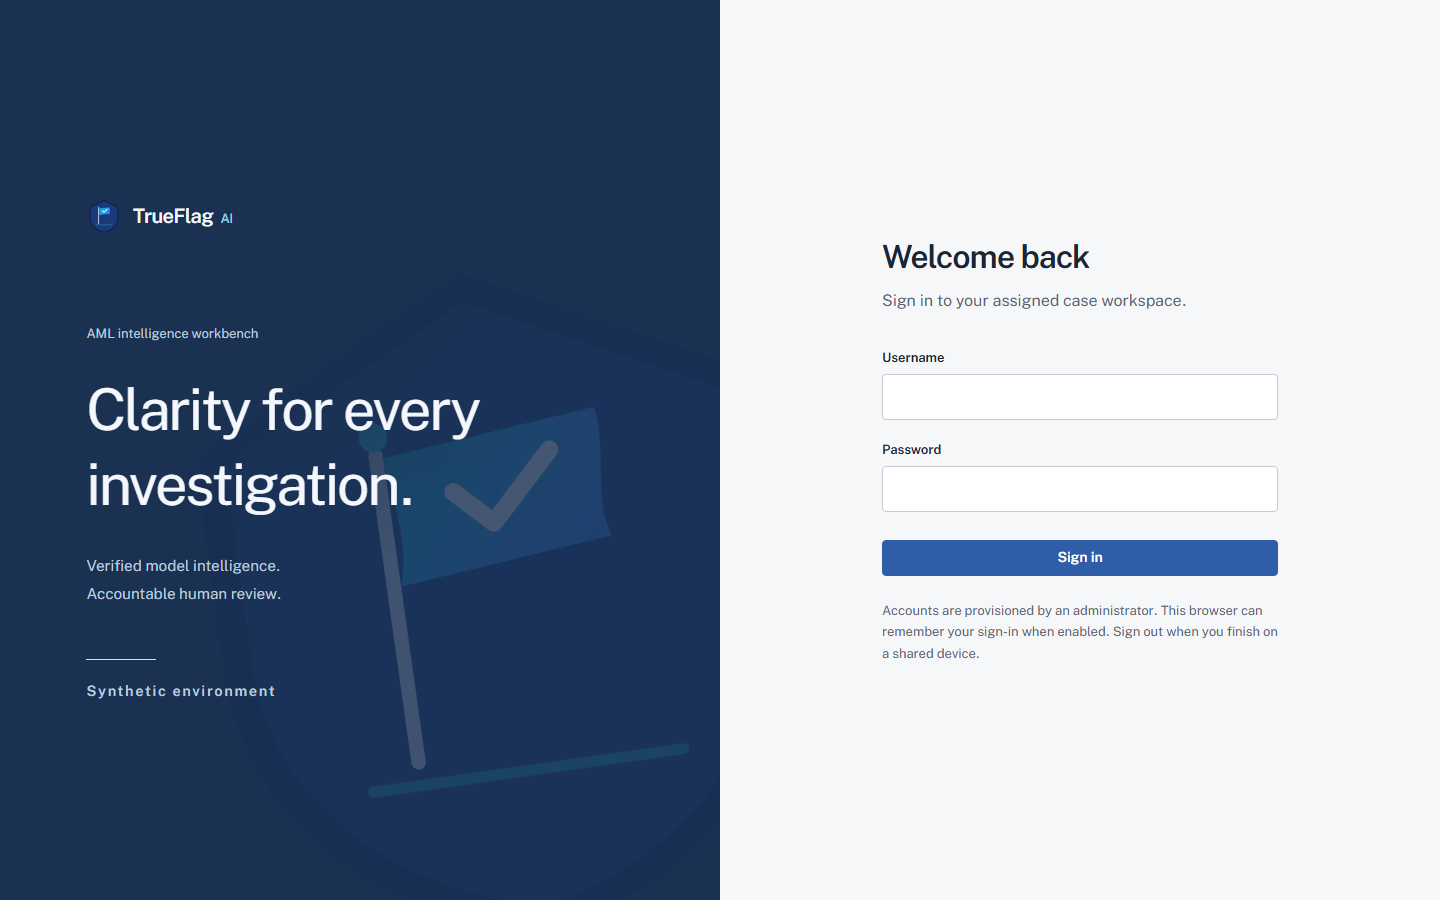 TrueFlag AI
AML intelligence workbench
Clarity for every
investigation.
Verified model intelligence.
Accountable human review.
Synthetic environment
Welcome back
Sign in to your assigned case workspace.
Username
Password
Sign in
Accounts are provisioned by an administrator. This browser can
remember your sign-in when enabled. Sign out when you finish on
a shared device.